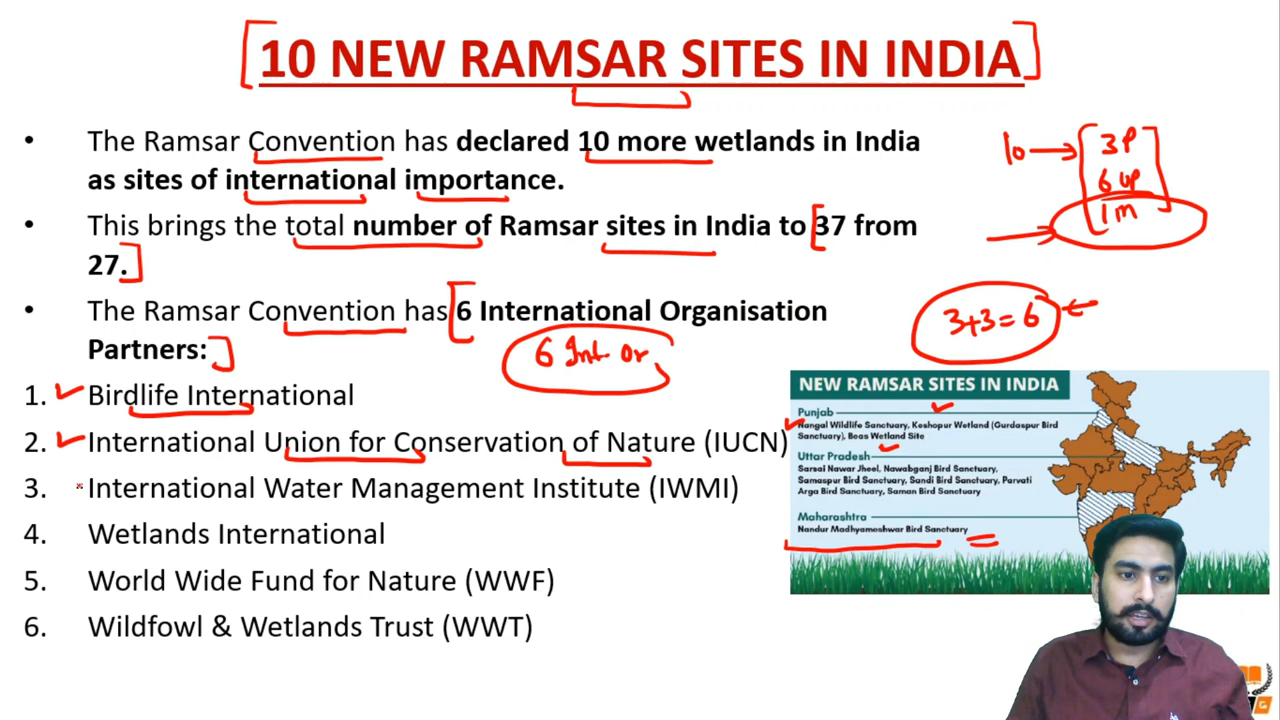 10 NEW RAMSAR SITES IN INDIA
• The Ramsar Convention has declared 10 more wetlands in India
as sites of international importance.
• This brings the total number of Ramsar sites in India to 37 from
27.
• The Ramsar Convention has 6 International Organisation
Partners:
1. Birdlife International
2. International Union for Conservation of Nature (IUCN)
3. International Water Management Institute (IWMI)
4. Wetlands International
5. World Wide Fund for Nature (WWF)
6. Wildfowl & Wetlands Trust (WWT)
10 → 3P
6 UP
1 M
3+3=6
6 Int. Or
NEW RAMSAR SITES IN INDIA
Punjab
Nangal Wildlife Sanctuary, Keshopur Wetland (Gurdaspur Bird
Sanctuary), Beas Wetland Site
Uttar Pradesh
Sarsai Nawar Jheel, Nawabganj Bird Sanctuary,
Samaspur Bird Sanctuary, Sandi Bird Sanctuary, Parvati
Arga Bird Sanctuary, Saman Bird Sanctuary
Maharashtra
Nandur Madhyameshwar Bird Sanctuary